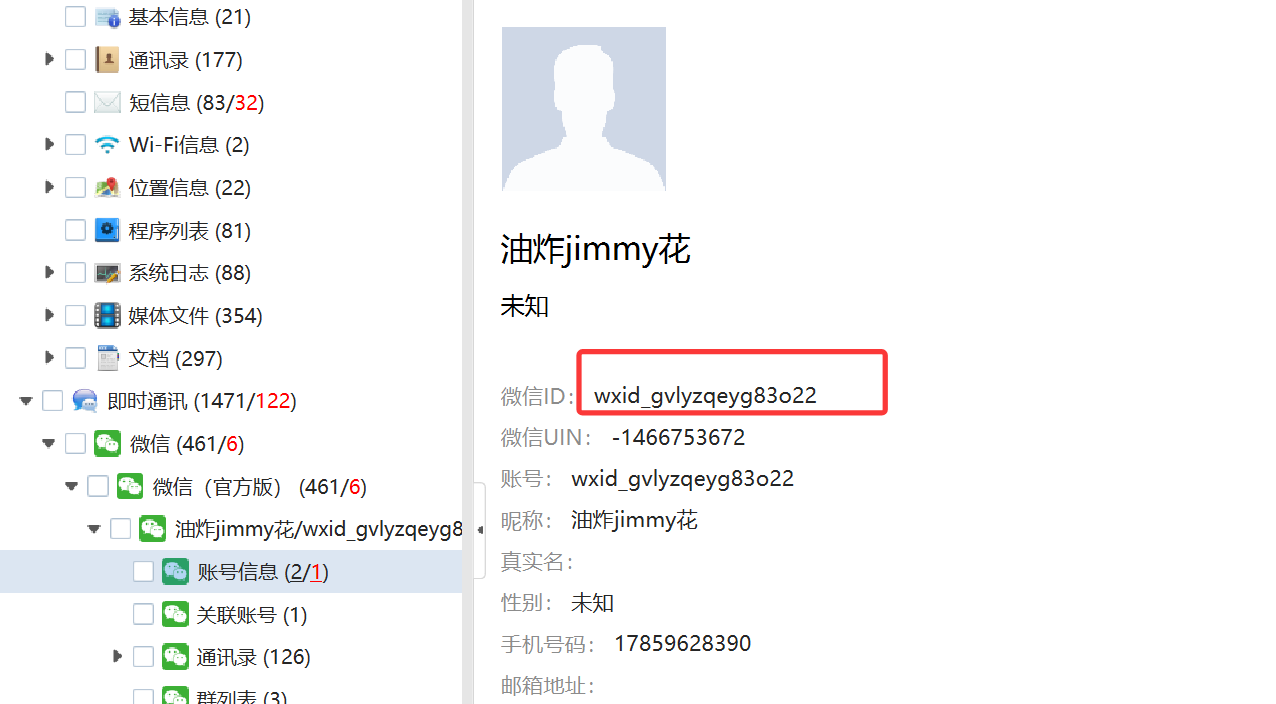 基本信息 (21)
通讯录 (177)
短信息 (83/32)
Wi-Fi信息 (2)
位置信息 (22)
程序列表 (81)
系统日志 (88)
媒体文件 (354)
文档 (297)
即时通讯 (1471/122)
微信 (461/6)
微信（官方版） (461/6)
油炸jimmy花/wxid_gvlyzqeyg8
账号信息 (2/1)
关联账号 (1)
通讯录 (126)
群列表 (3)
油炸jimmy花
未知
微信ID： wxid_gvlyzqeyg83o22
微信UIN： -1466753672
账号： wxid_gvlyzqeyg83o22
昵称： 油炸jimmy花
真实名：
性别： 未知
手机号码： 17859628390
邮箱地址：